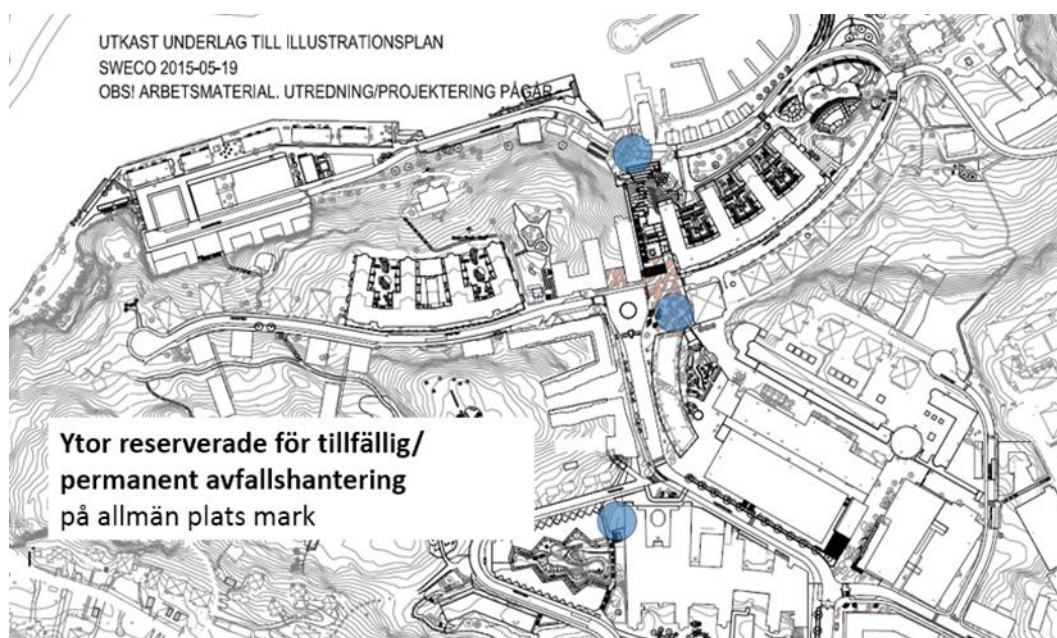 UTKAST UNDERLAG TILL ILLUSTRATIONSPLAN
SWECO 2015-05-19
OBS! ARBETSMATERIAL. UTREDNING/PROJEKTERING PÅGÅR
Ytor reserverade för tillfällig/
permanent avfallshantering
på allmän plats mark